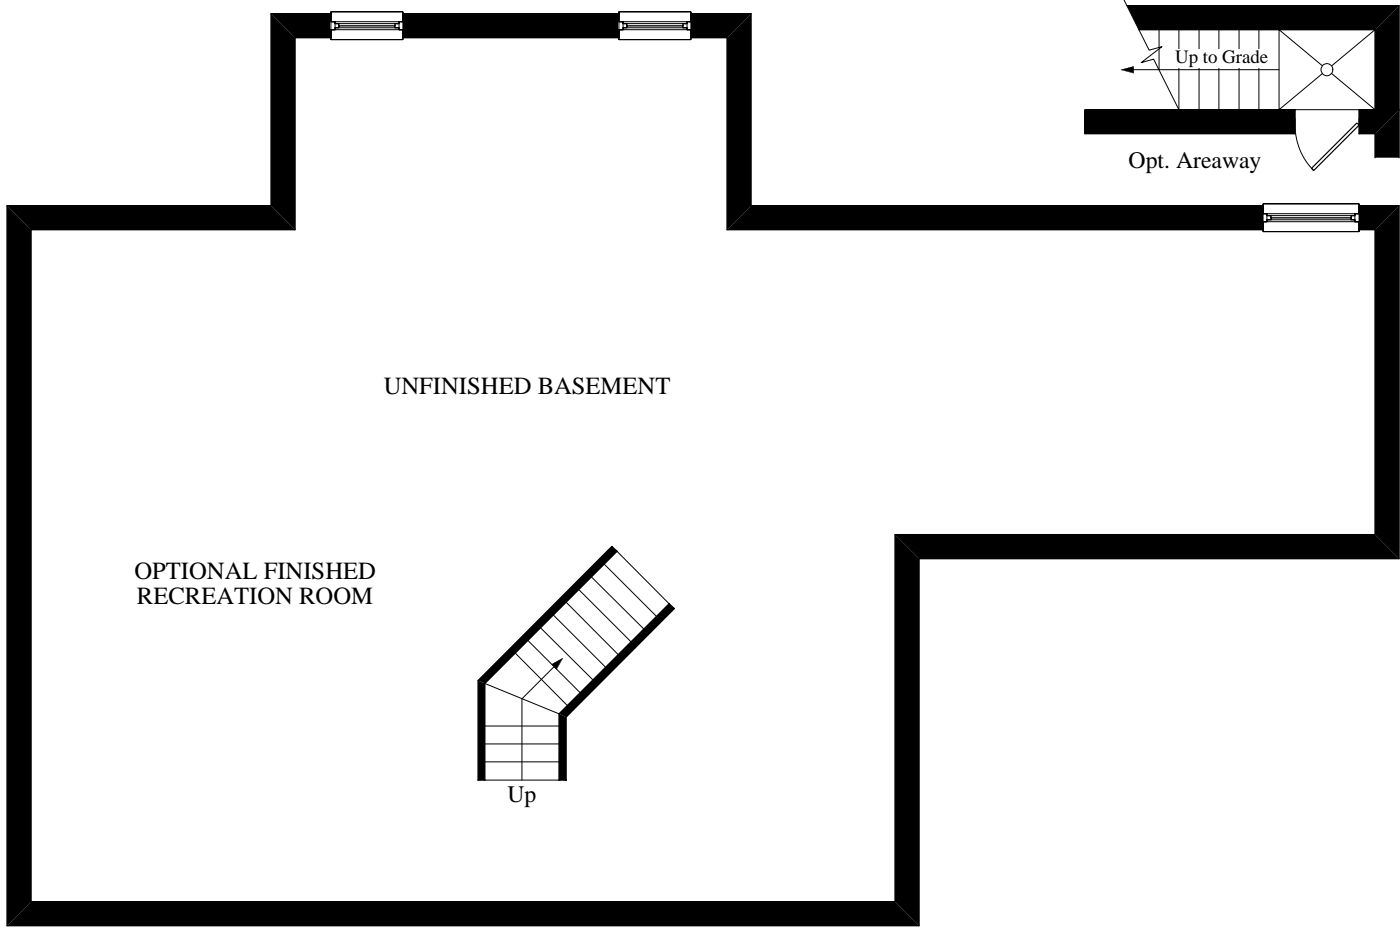 Up to Grade
Opt. Areaway
UNFINISHED BASEMENT
OPTIONAL FINISHED
RECREATION ROOM
Up